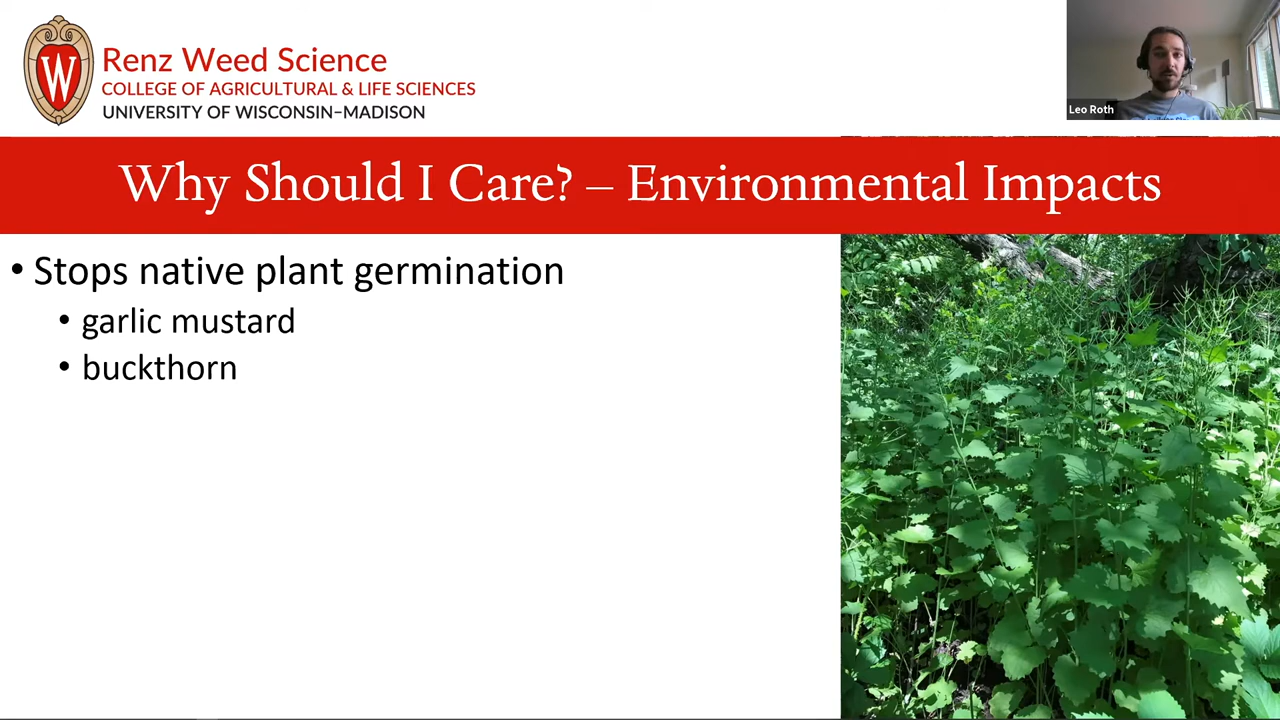 W
Renz Weed Science
COLLEGE OF AGRICULTURAL & LIFE SCIENCES
UNIVERSITY OF WISCONSIN–MADISON
Leo Roth
Why Should I Care? – Environmental Impacts
• Stops native plant germination
• garlic mustard
• buckthorn